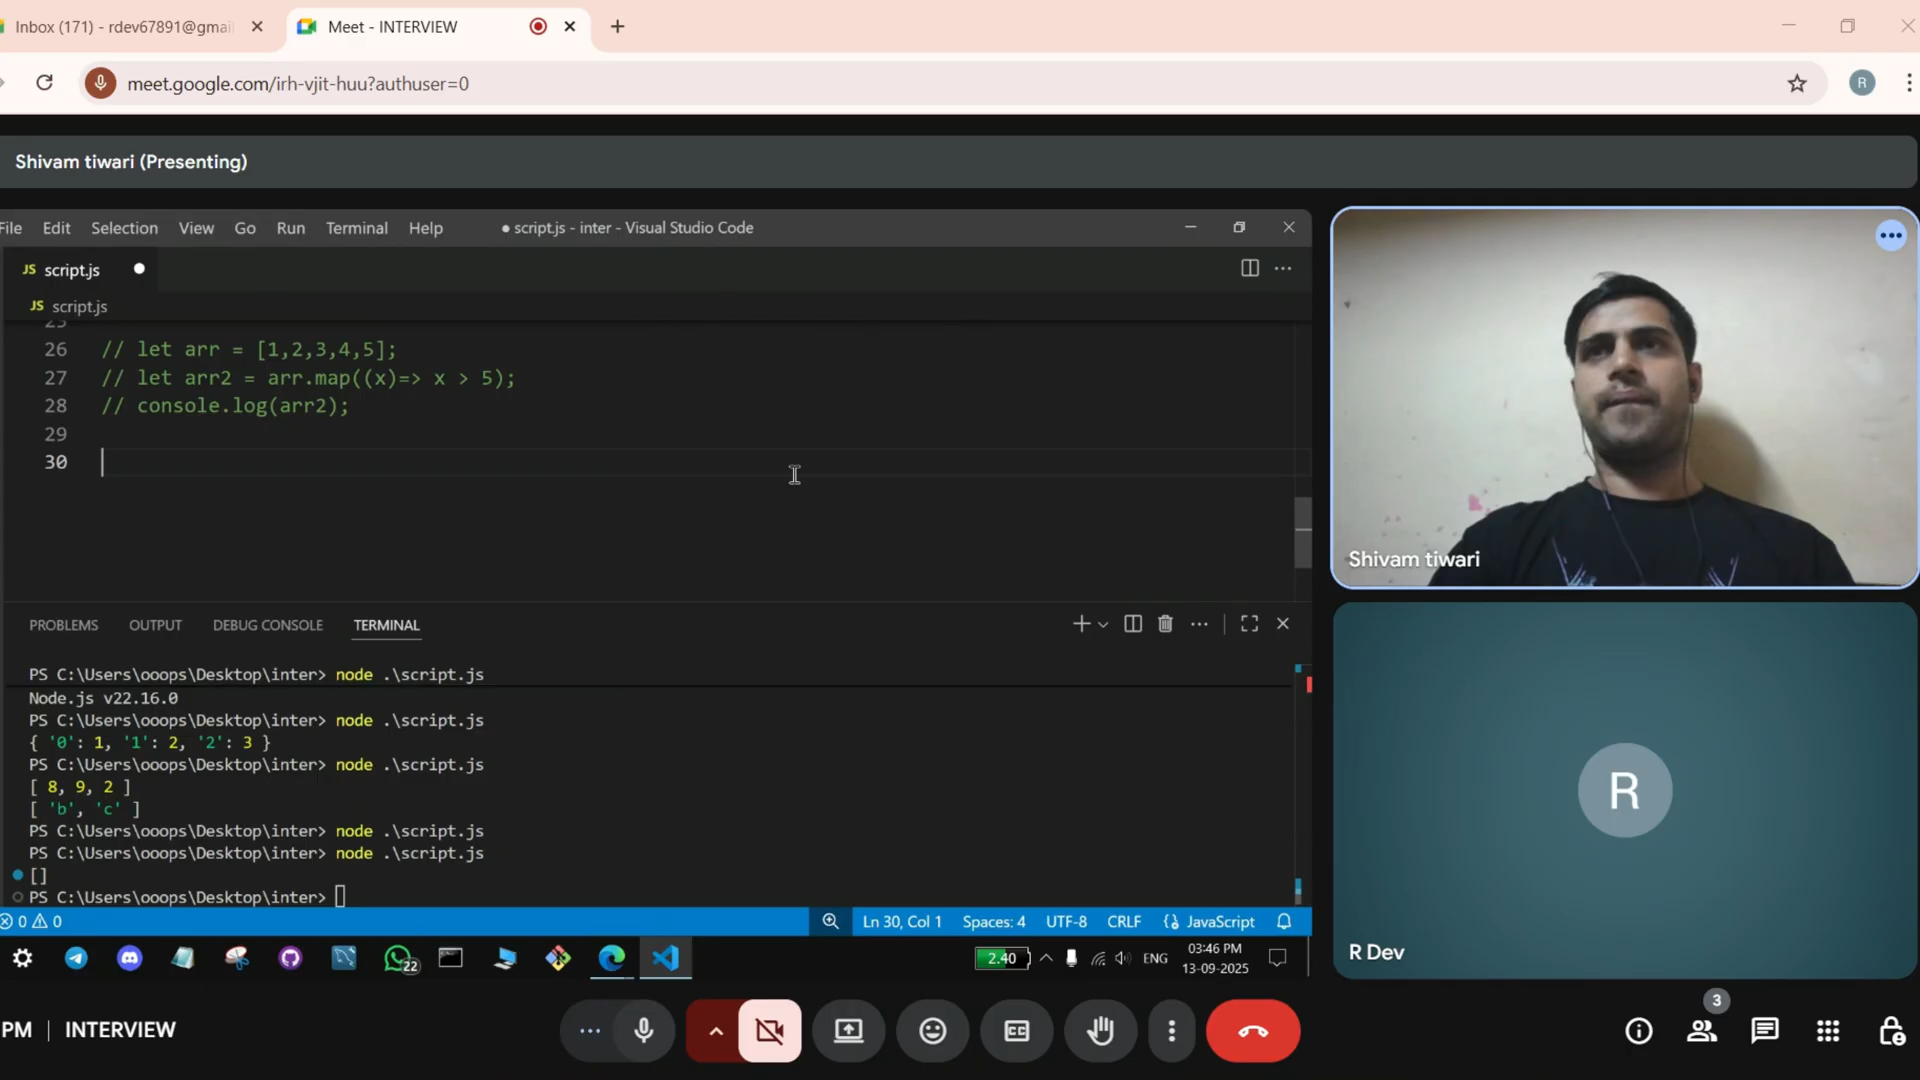 Inbox (171) - rdev67891@gmai
Meet - INTERVIEW
meet.google.com/irh-vjit-huu?authuser=0
R
Shivam tiwari (Presenting)
File Edit Selection View Go Run Terminal Help
● script.js - inter - Visual Studio Code
JS script.js
JS script.js
25
26 // let arr = [1,2,3,4,5];
27 // let arr2 = arr.map((x)=> x > 5);
28 // console.log(arr2);
29
30
Shivam tiwari
PROBLEMS OUTPUT DEBUG CONSOLE TERMINAL
PS C:\Users\ooops\Desktop\inter> node .\script.js
Node.js v22.16.0
PS C:\Users\ooops\Desktop\inter> node .\script.js
{ '0': 1, '1': 2, '2': 3 }
PS C:\Users\ooops\Desktop\inter> node .\script.js
[ 8, 9, 2 ]
[ 'b', 'c' ]
PS C:\Users\ooops\Desktop\inter> node .\script.js
PS C:\Users\ooops\Desktop\inter> node .\script.js
[]
PS C:\Users\ooops\Desktop\inter>
R
R Dev
0 0 Ln 30, Col 1 Spaces: 4 UTF-8 CRLF {} JavaScript
22
2.40 ENG
03:46 PM
13-09-2025
PM | INTERVIEW
CC
3